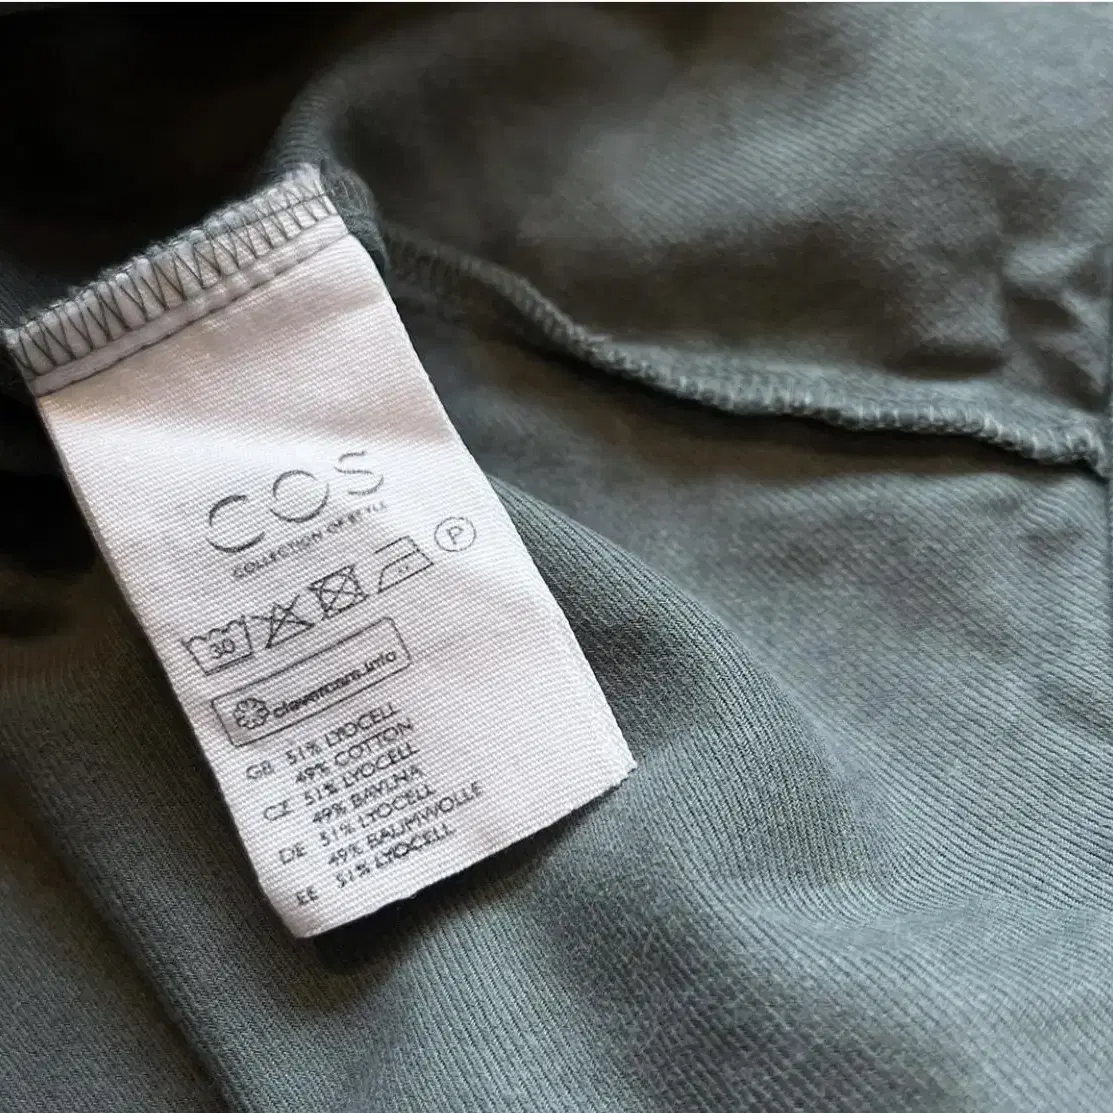 COS
COLLECTION OF STYLE
P
30
clevercare.info
GB 51% LYOCELL
49% COTTON
CZ 51% LYOCELL
49% BAVLNA
DE 51% LYOCELL
49% BAUMWOLLE
EE 51% LYOCELL